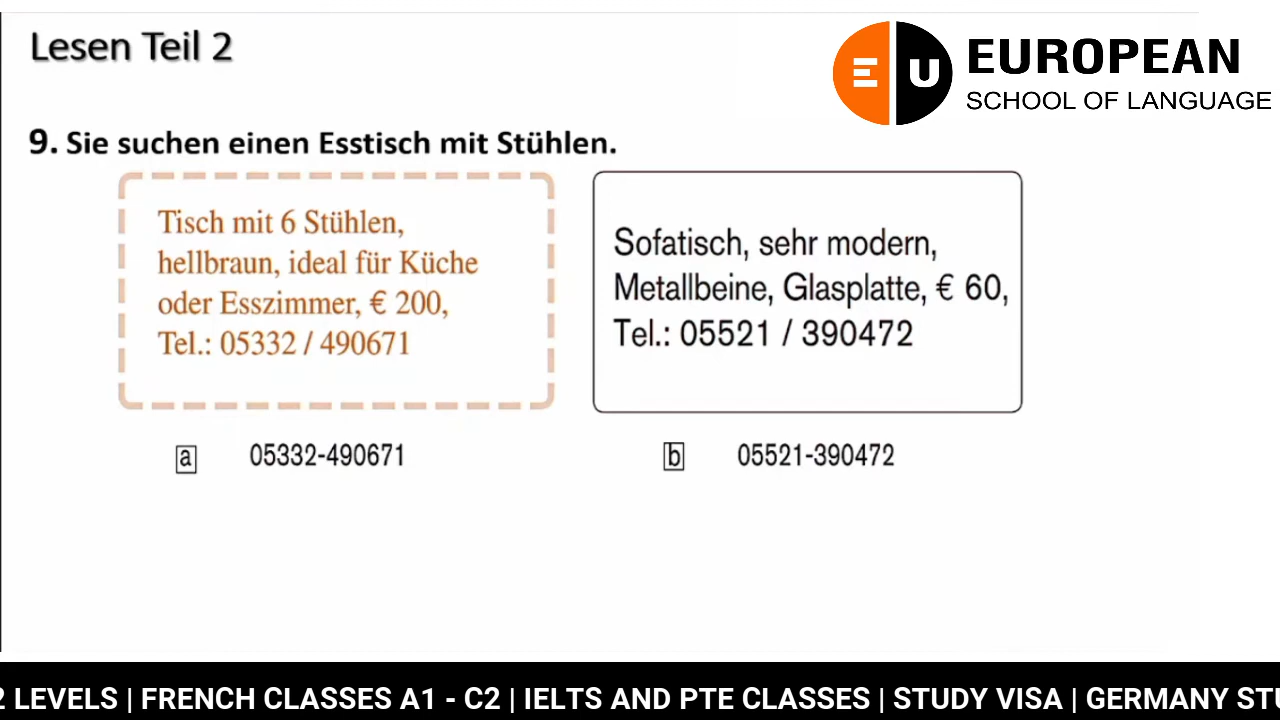 Lesen Teil 2
EU
EUROPEAN
SCHOOL OF LANGUAGE
9. Sie suchen einen Esstisch mit Stühlen.
Tisch mit 6 Stühlen,
hellbraun, ideal für Küche
oder Esszimmer, € 200,
Tel.: 05332 / 490671
Sofatisch, sehr modern,
Metallbeine, Glasplatte, € 60,
Tel.: 05521 / 390472
a 05332-490671
b 05521-390472
2 LEVELS | FRENCH CLASSES A1 - C2 | IELTS AND PTE CLASSES | STUDY VISA | GERMANY